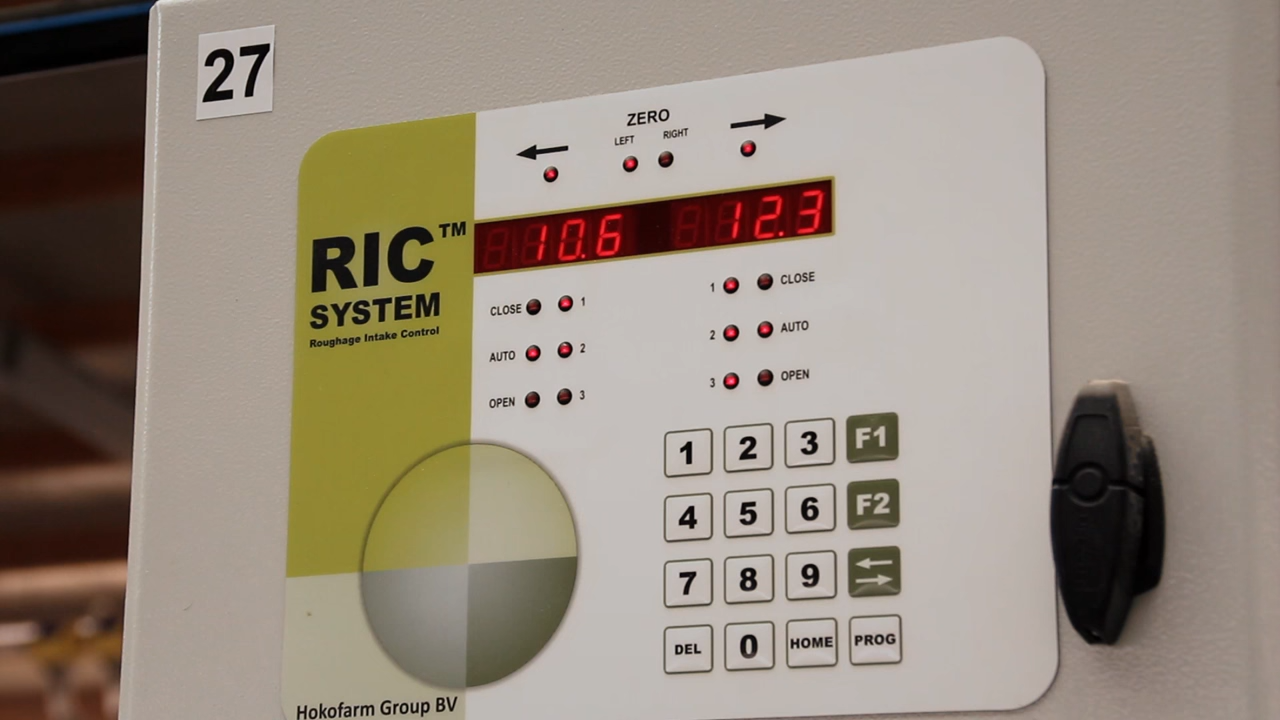 27
ZERO
LEFT RIGHT
10.6 12.3
RIC™
SYSTEM
Roughage Intake Control
CLOSE 1
AUTO 2
OPEN 3
1 CLOSE
2 AUTO
3 OPEN
1 2 3 F1
4 5 6 F2
7 8 9
DEL 0 HOME PROG
Hokofarm Group BV